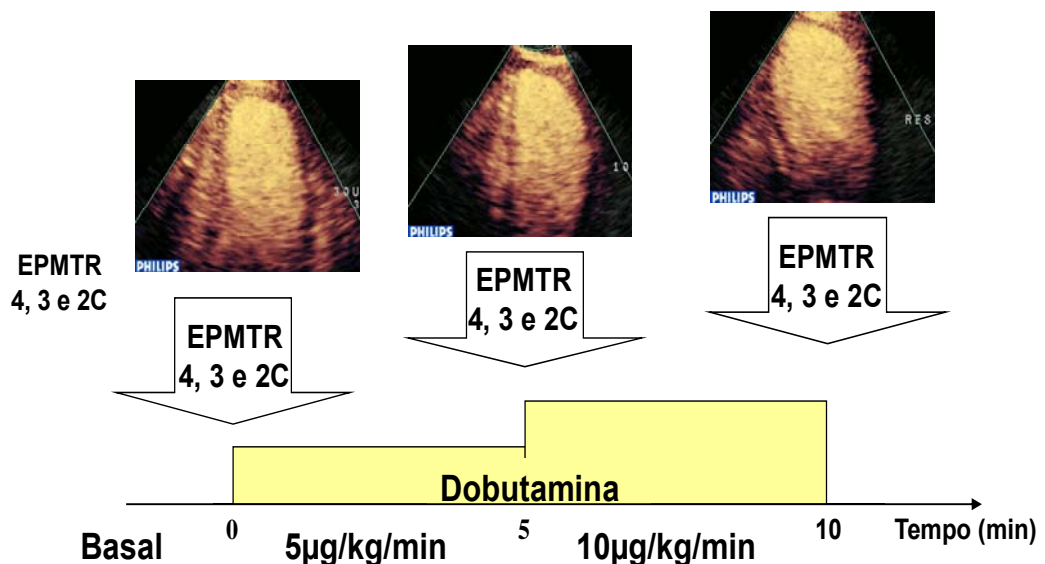 PHILIPS
PHILIPS
10
PHILIPS
RES
EPMTR
4, 3 e 2C
EPMTR
4, 3 e 2C
EPMTR
4, 3 e 2C
EPMTR
4, 3 e 2C
Dobutamina
0
5
10
Tempo (min)
Basal
5µg/kg/min
10µg/kg/min